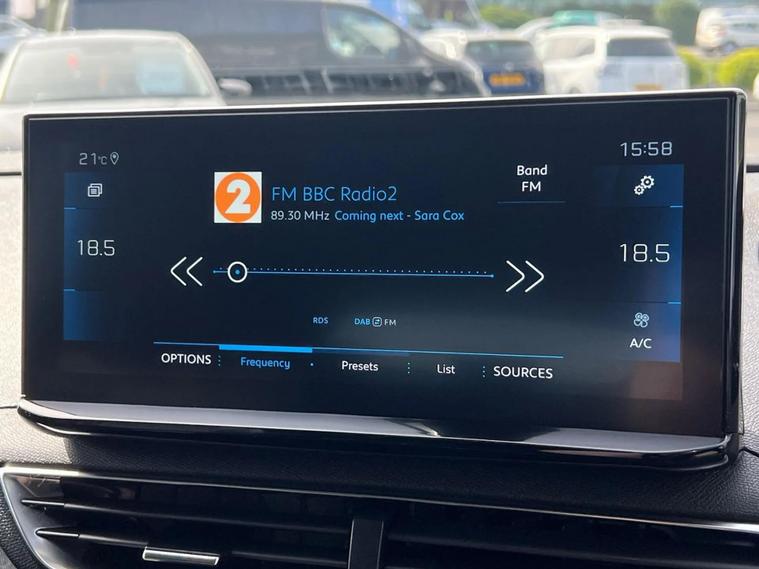 21°C
15:58
2
FM BBC Radio2
89.30 MHz Coming next - Sara Cox
Band
FM
18.5
18.5
RDS
DAB FM
A/C
OPTIONS Frequency Presets List SOURCES